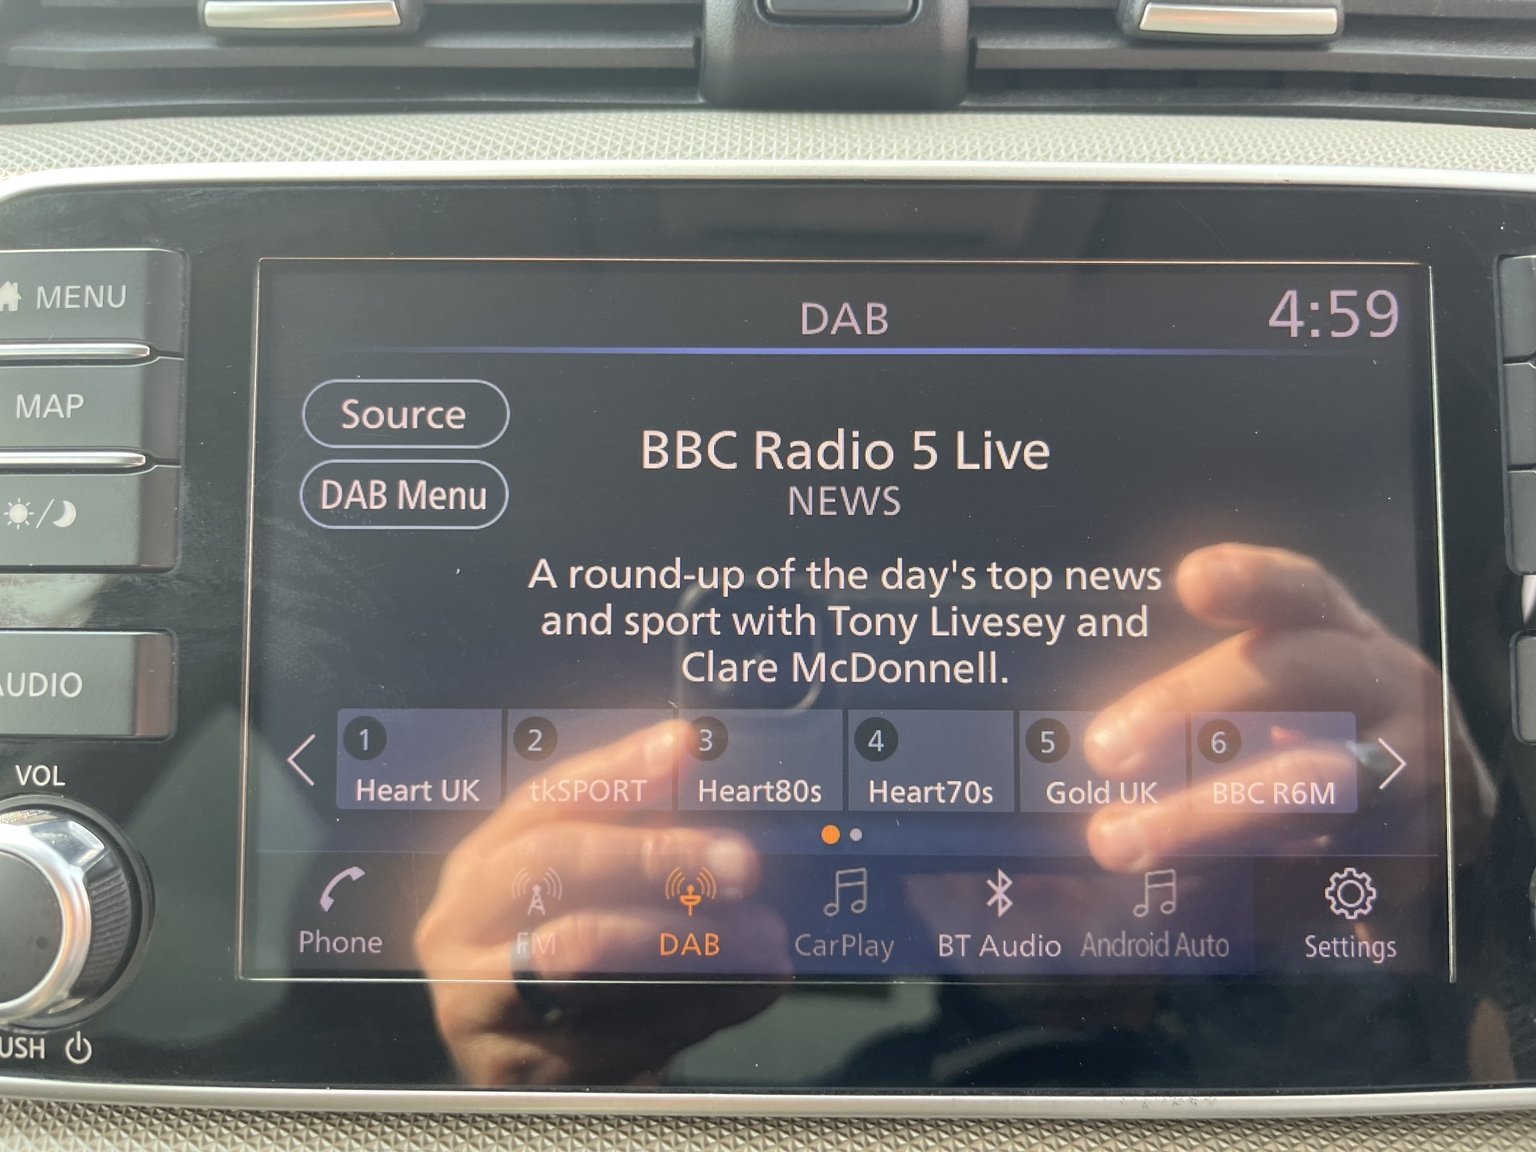 MENU
MAP
AUDIO
VOL
USH
DAB
4:59
Source
DAB Menu
BBC Radio 5 Live
NEWS
A round-up of the day's top news
and sport with Tony Livesey and
Clare McDonnell.
1 2 3 4 5 6
Heart UK tkSPORT Heart80s Heart70s Gold UK BBC R6M
Phone FM DAB CarPlay BT Audio Android Auto Settings